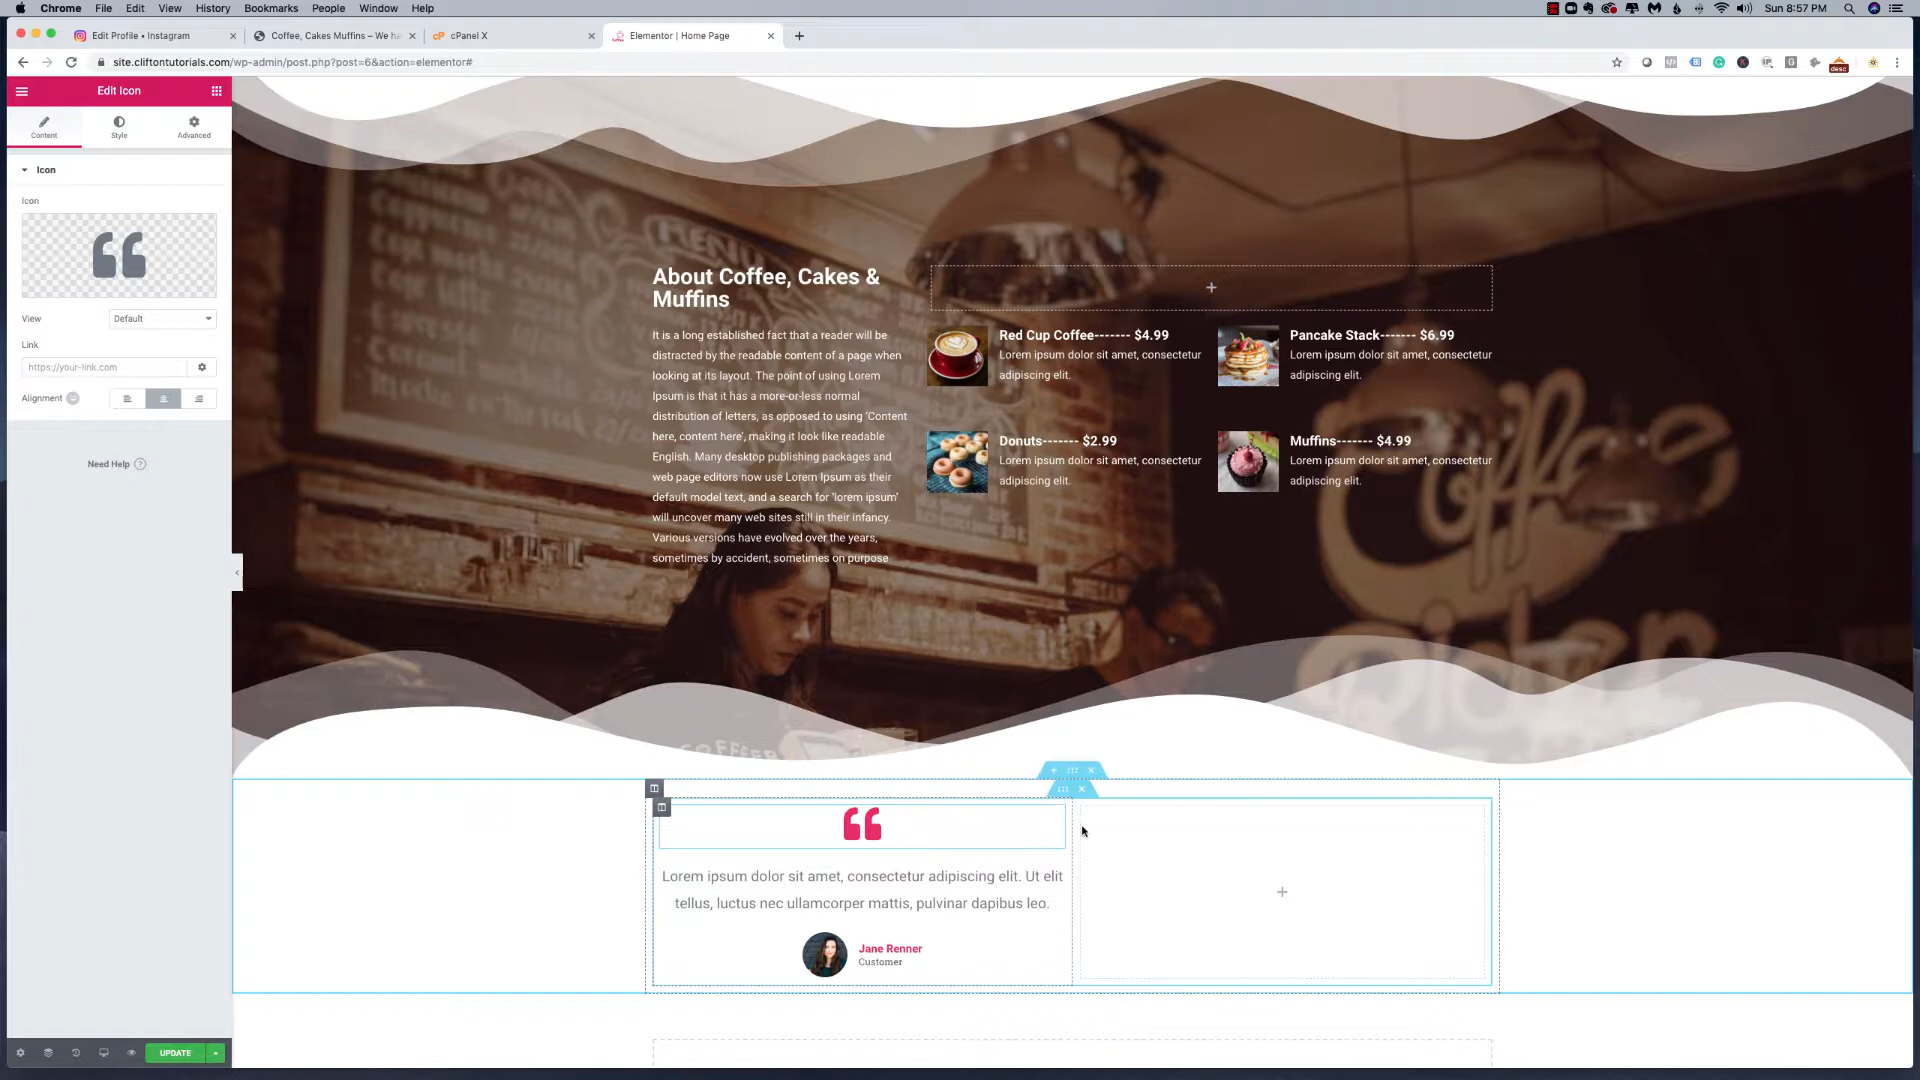 Chrome File Edit View History Bookmarks People Window Help
Sun 8:57 PM
Edit Profile • Instagram
Coffee, Cakes Muffins – We ha
cPanel X
Elementor | Home Page
site.cliftontutorials.com/wp-admin/post.php?post=6&action=elementor#
desc
Edit Icon
Content
Style
Advanced
Icon
Icon
View
Default
Link
https://your-link.com
Alignment
Need Help
UPDATE
About Coffee, Cakes &
Muffins
It is a long established fact that a reader will be
distracted by the readable content of a page when
looking at its layout. The point of using Lorem
Ipsum is that it has a more-or-less normal
distribution of letters, as opposed to using ‘Content
here, content here’, making it look like readable
English. Many desktop publishing packages and
web page editors now use Lorem Ipsum as their
default model text, and a search for ‘lorem ipsum’
will uncover many web sites still in their infancy.
Various versions have evolved over the years,
sometimes by accident, sometimes on purpose
Red Cup Coffee------- $4.99
Lorem ipsum dolor sit amet, consectetur
adipiscing elit.
Pancake Stack------- $6.99
Lorem ipsum dolor sit amet, consectetur
adipiscing elit.
Donuts------- $2.99
Lorem ipsum dolor sit amet, consectetur
adipiscing elit.
Muffins------- $4.99
Lorem ipsum dolor sit amet, consectetur
adipiscing elit.
Coffee
COFFEE
Lorem ipsum dolor sit amet, consectetur adipiscing elit. Ut elit
tellus, luctus nec ullamcorper mattis, pulvinar dapibus leo.
Jane Renner
Customer